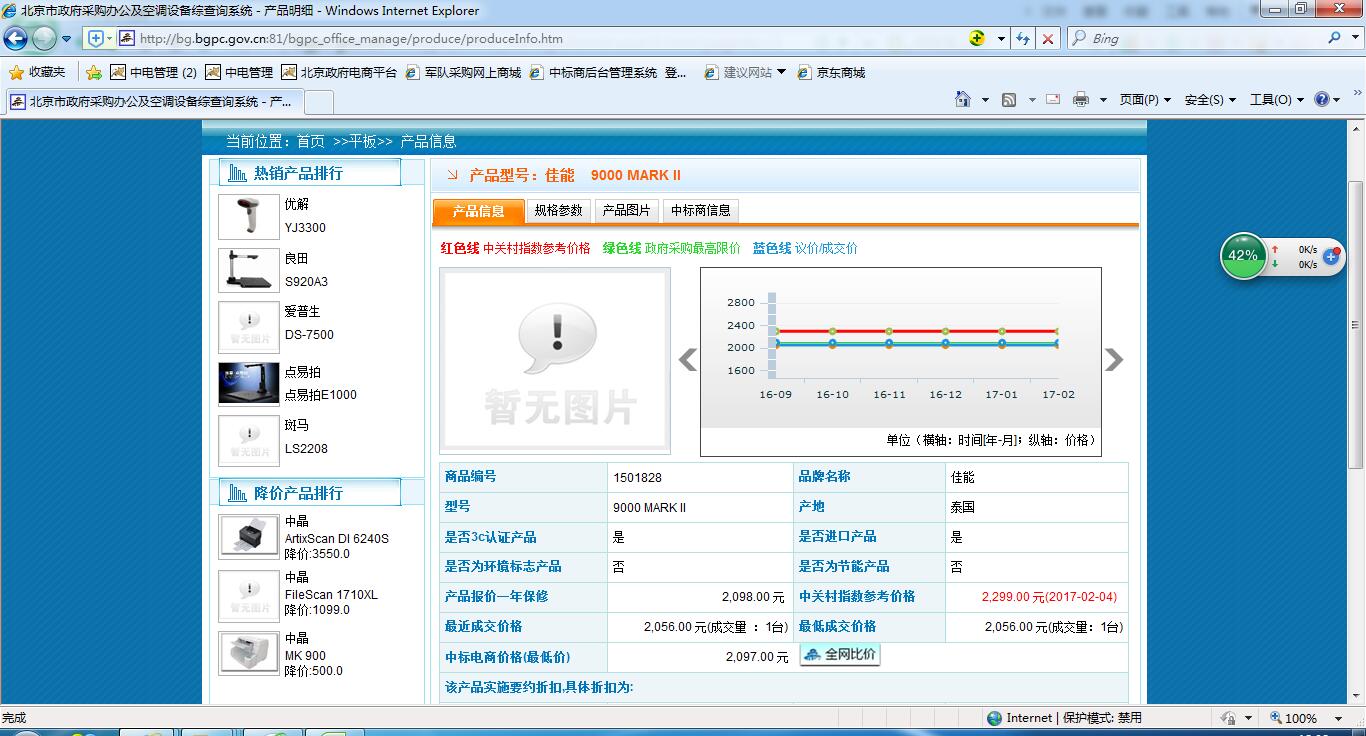 北京市政府采购办公及空调设备综查询系统 - 产品明细 - Windows Internet Explorer
http://bg.bgpc.gov.cn:81/bgpc_office_manage/produce/produceInfo.htm
Bing
收藏夹
中电管理 (2)
中电管理
北京政府电商平台
军队采购网上商城
中标商后台管理系统 登...
建议网站
京东商城
北京市政府采购办公及空调设备综查询系统 - 产...
页面(P)
安全(S)
工具(O)
当前位置：首页 >>平板>> 产品信息
热销产品排行
优解
YJ3300
良田
S920A3
爱普生
DS-7500
暂无图片
点易拍
点易拍E1000
斑马
LS2208
暂无图片
降价产品排行
中晶
ArtixScan DI 6240S
降价:3550.0
中晶
FileScan 1710XL
降价:1099.0
暂无图片
中晶
MK 900
降价:500.0
产品型号：佳能 9000 MARK II
产品信息
规格参数
产品图片
中标商信息
红色线 中关村指数参考价格 绿色线 政府采购最高限价 蓝色线 议价/成交价
暂无图片
2800
2400
2000
1600
16-09 16-10 16-11 16-12 17-01 17-02
单位（横轴：时间[年-月]；纵轴：价格）
商品编号 1501828 品牌名称 佳能
型号 9000 MARK II 产地 泰国
是否3c认证产品 是 是否进口产品 是
是否为环境标志产品 否 是否为节能产品 否
产品报价一年保修 2,098.00 元 中关村指数参考价格 2,299.00 元(2017-02-04)
最近成交价格 2,056.00 元(成交量 ：1台) 最低成交价格 2,056.00 元(成交量：1台)
中标电商价格(最低价) 2,097.00 元 全网比价
该产品实施要约折扣,具体折扣为:
42%
0K/s
0K/s
完成
Internet | 保护模式: 禁用
100%